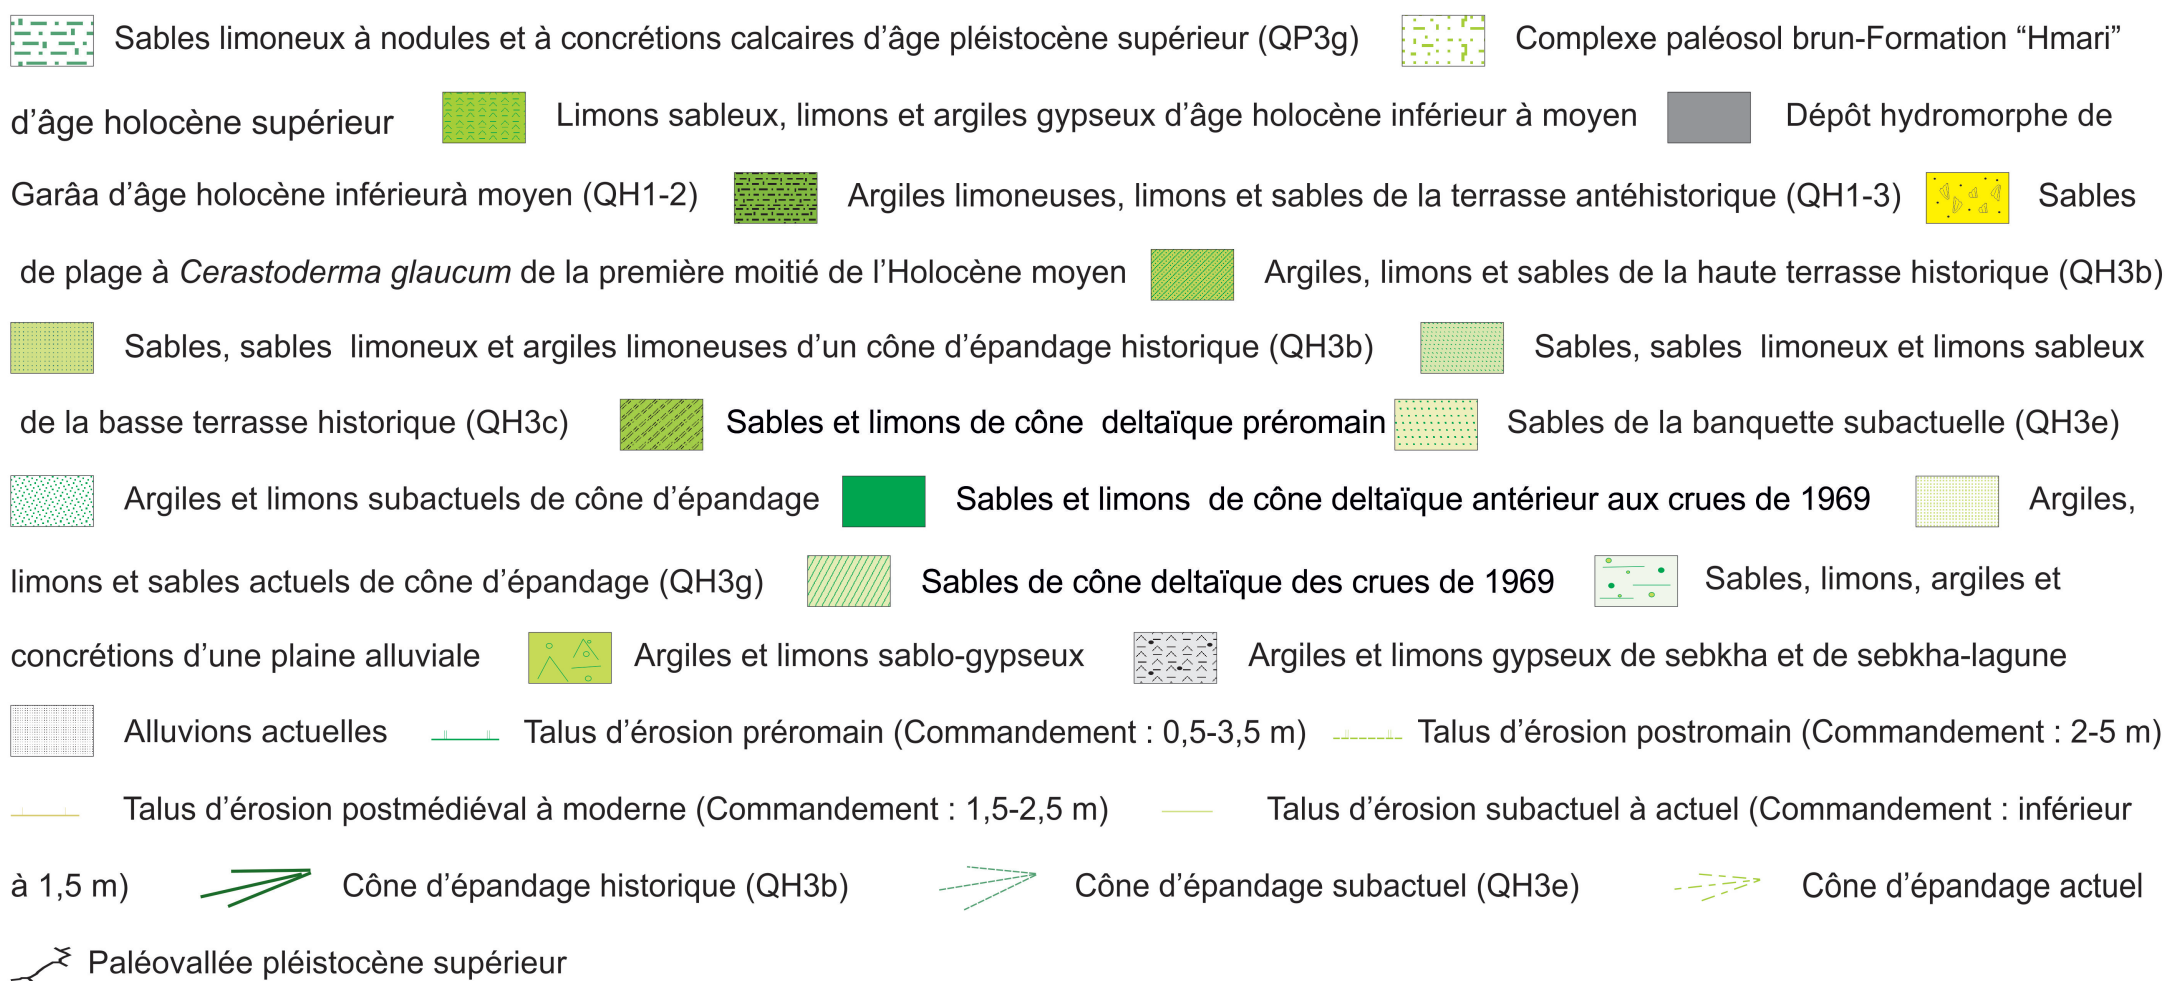 Sables limoneux à nodules et à concrétions calcaires d’âge pléistocène supérieur (QP3g) Complexe paléosol brun-Formation “Hmari”
d’âge holocène supérieur Limons sableux, limons et argiles gypseux d’âge holocène inférieur à moyen Dépôt hydromorphe de
Garâa d’âge holocène inférieurà moyen (QH1-2) Argiles limoneuses, limons et sables de la terrasse antéhistorique (QH1-3) Sables
de plage à Cerastoderma glaucum de la première moitié de l’Holocène moyen Argiles, limons et sables de la haute terrasse historique (QH3b)
Sables, sables limoneux et argiles limoneuses d’un cône d’épandage historique (QH3b) Sables, sables limoneux et limons sableux
de la basse terrasse historique (QH3c) Sables et limons de cône deltaïque préromain Sables de la banquette subactuelle (QH3e)
Argiles et limons subactuels de cône d’épandage Sables et limons de cône deltaïque antérieur aux crues de 1969 Argiles,
limons et sables actuels de cône d’épandage (QH3g) Sables de cône deltaïque des crues de 1969 Sables, limons, argiles et
concrétions d’une plaine alluviale Argiles et limons sablo-gypseux Argiles et limons gypseux de sebkha et de sebkha-lagune
Alluvions actuelles Talus d’érosion préromain (Commandement : 0,5-3,5 m) Talus d’érosion postromain (Commandement : 2-5 m)
Talus d’érosion postmédiéval à moderne (Commandement : 1,5-2,5 m) Talus d’érosion subactuel à actuel (Commandement : inférieur
à 1,5 m) Cône d’épandage historique (QH3b) Cône d’épandage subactuel (QH3e) Cône d’épandage actuel
Paléovallée pléistocène supérieur